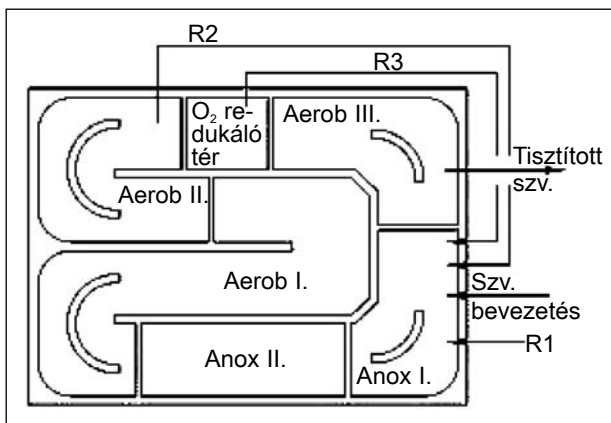 R2
R3
O₂ re-
dukáló
tér
Aerob III.
Tisztított
szv.
Aerob II.
Aerob I.
Szv.
bevezetés
R1
Anox II.
Anox I.